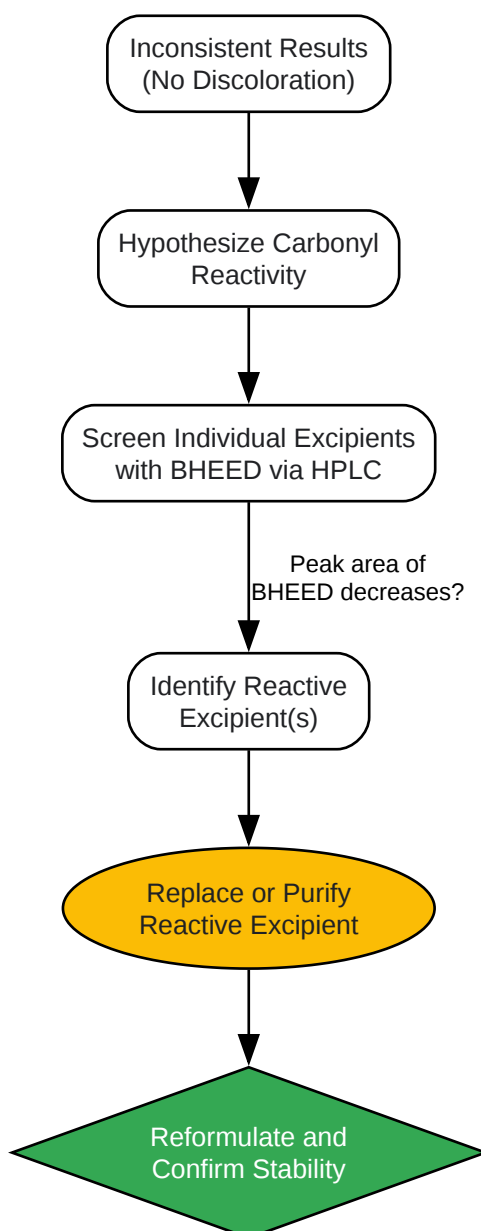 Inconsistent Results
(No Discoloration)
Hypothesize Carbonyl
Reactivity
Screen Individual Excipients
with BHEED via HPLC
Peak area of
BHEED decreases?
Identify Reactive
Excipient(s)
Replace or Purify
Reactive Excipient
Reformulate and
Confirm Stability